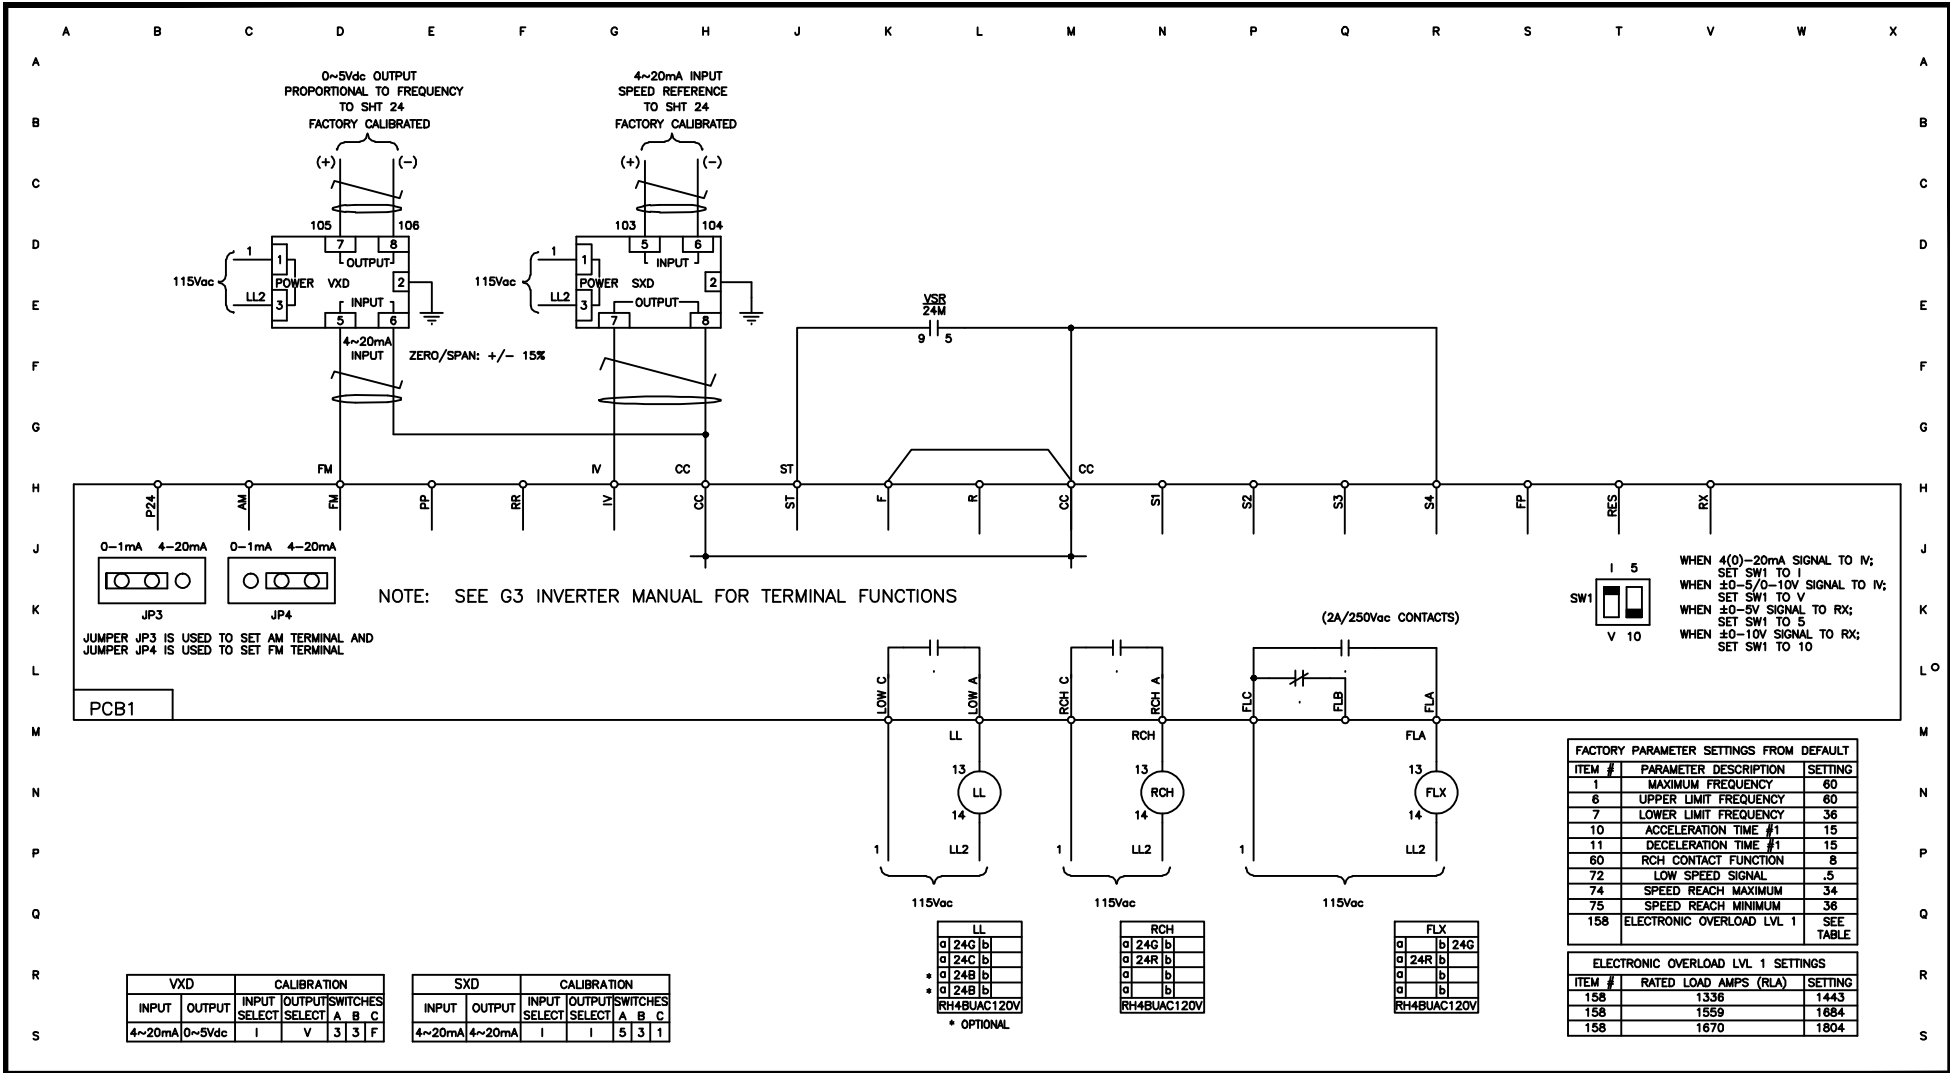 A B C D E F G H J K L M N P Q R S T V W X
A A
0~5Vdc OUTPUT
PROPORTIONAL TO FREQUENCY
TO SHT 24
FACTORY CALIBRATED
4~20mA INPUT
SPEED REFERENCE
TO SHT 24
FACTORY CALIBRATED
B B
(+) (-) (+) (-)
C C
105 106 103 104
D D
7 8
OUTPUT
1
1
115Vac
POWER VXD
2
LL2
3
INPUT
5 6
4~20mA
INPUT
ZERO/SPAN: +/- 15%
5 6
INPUT
1
1
115Vac
POWER SXD
2
LL2
3
OUTPUT
7 8
E E
VSR
24M
9 5
F F
G G
FM IV CC ST CC
H H
P24 AM FM PP RR IV CC ST F R CC S1 S2 S3 S4 FP RES RX
J J
0-1mA 4-20mA 0-1mA 4-20mA
JP3 JP4
JUMPER JP3 IS USED TO SET AM TERMINAL AND
JUMPER JP4 IS USED TO SET FM TERMINAL
NOTE: SEE G3 INVERTER MANUAL FOR TERMINAL FUNCTIONS
K K
I 5
SW1
V 10
WHEN 4(0)-20mA SIGNAL TO IV;
SET SW1 TO I
WHEN ±0-5/0-10V SIGNAL TO IV;
SET SW1 TO V
WHEN ±0-5V SIGNAL TO RX;
SET SW1 TO 5
WHEN ±0-10V SIGNAL TO RX;
SET SW1 TO 10
(2A/250Vac CONTACTS)
L L
LOW C LOW A RCH C RCH A FLC FLB FLA
PCB1
M M
LL RCH FLA
13 13 13
LL RCH FLX
14 14 14
N N
1 LL2 1 LL2 1 LL2
P P
115Vac 115Vac 115Vac
Q Q
LL
a 24G b
a 24C b
* a 24B b
* a 24B b
RH4BUAC120V
* OPTIONAL
RCH
a 24G b
a 24R b
a b
a b
RH4BUAC120V
FLX
a b 24G
a 24R b
a b
a b
RH4BUAC120V
FACTORY PARAMETER SETTINGS FROM DEFAULT
ITEM # PARAMETER DESCRIPTION SETTING
1 MAXIMUM FREQUENCY 60
6 UPPER LIMIT FREQUENCY 60
7 LOWER LIMIT FREQUENCY 36
10 ACCELERATION TIME #1 15
11 DECELERATION TIME #1 15
60 RCH CONTACT FUNCTION 8
72 LOW SPEED SIGNAL .5
74 SPEED REACH MAXIMUM 34
75 SPEED REACH MINIMUM 36
158 ELECTRONIC OVERLOAD LVL 1 SEE
TABLE
ELECTRONIC OVERLOAD LVL 1 SETTINGS
ITEM # RATED LOAD AMPS (RLA) SETTING
158 1336 1443
158 1559 1684
158 1670 1804
R R
VXD CALIBRATION
INPUT OUTPUT INPUT SELECT OUTPUT SELECT SWITCHES A B C
4~20mA 0~5Vdc I V 3 3 F
SXD CALIBRATION
INPUT OUTPUT INPUT SELECT OUTPUT SELECT SWITCHES A B C
4~20mA 4~20mA I I 5 3 1
S S